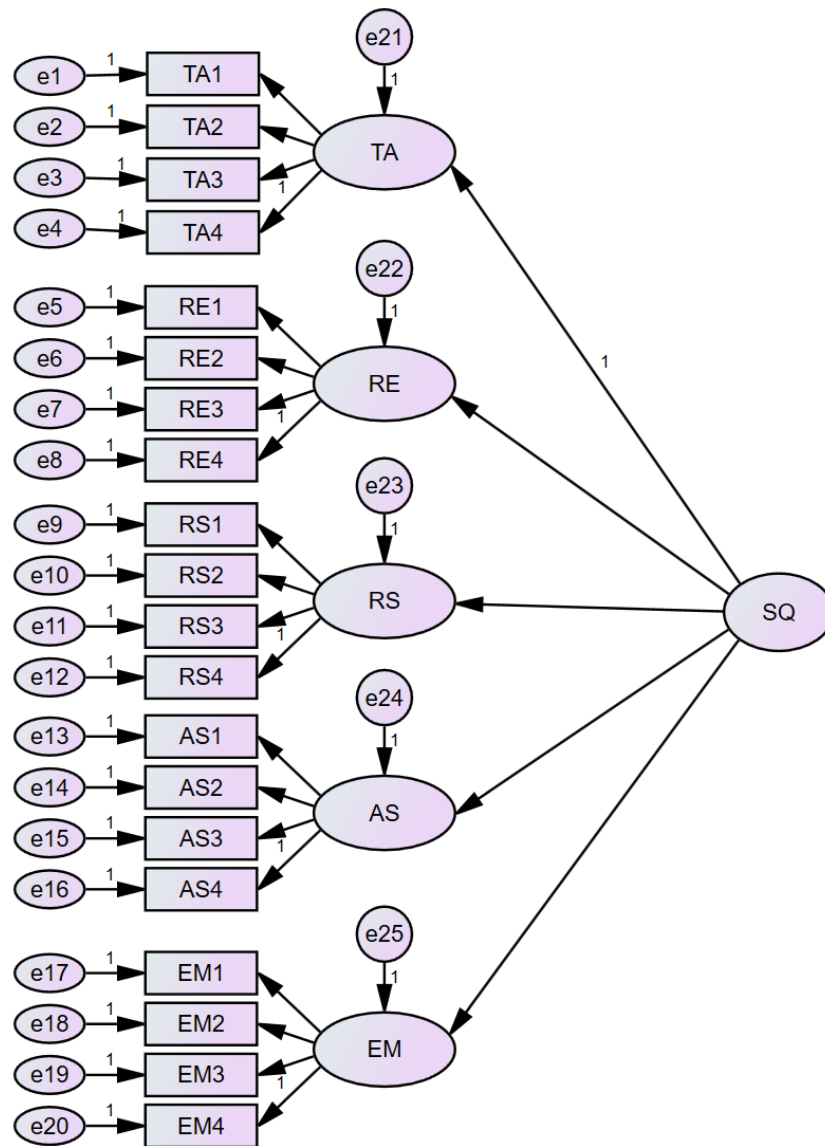 e21
1
e1 1 TA1
e2 1 TA2
TA
e3 1 TA3
1
e4 1 TA4
e22
1
e5 1 RE1
e6 1 RE2
1
RE
e7 1 RE3
1
e8 1 RE4
e23
1
e9 1 RS1
e10 1 RS2
RS
SQ
e11 1 RS3
1
e12 1 RS4
e24
1
e13 1 AS1
e14 1 AS2
AS
e15 1 AS3
1
e16 1 AS4
e25
1
e17 1 EM1
e18 1 EM2
EM
e19 1 EM3
1
e20 1 EM4